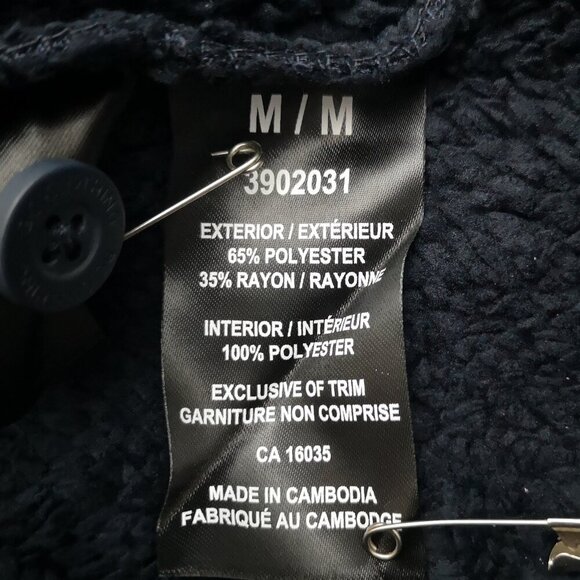 M / M
3902031
EXTERIOR / EXTÉRIEUR
65% POLYESTER
35% RAYON / RAYONNE
INTERIOR / INTÉRIEUR
100% POLYESTER
EXCLUSIVE OF TRIM
GARNITURE NON COMPRISE
CA 16035
MADE IN CAMBODIA
FABRIQUÉ AU CAMBODGE